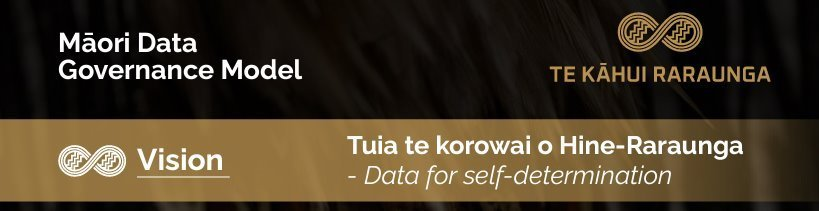 Māori Data
Governance Model
TE KĀHUI RARAUNGA
Vision
Tuia te korowai o Hine-Raraunga
- Data for self-determination